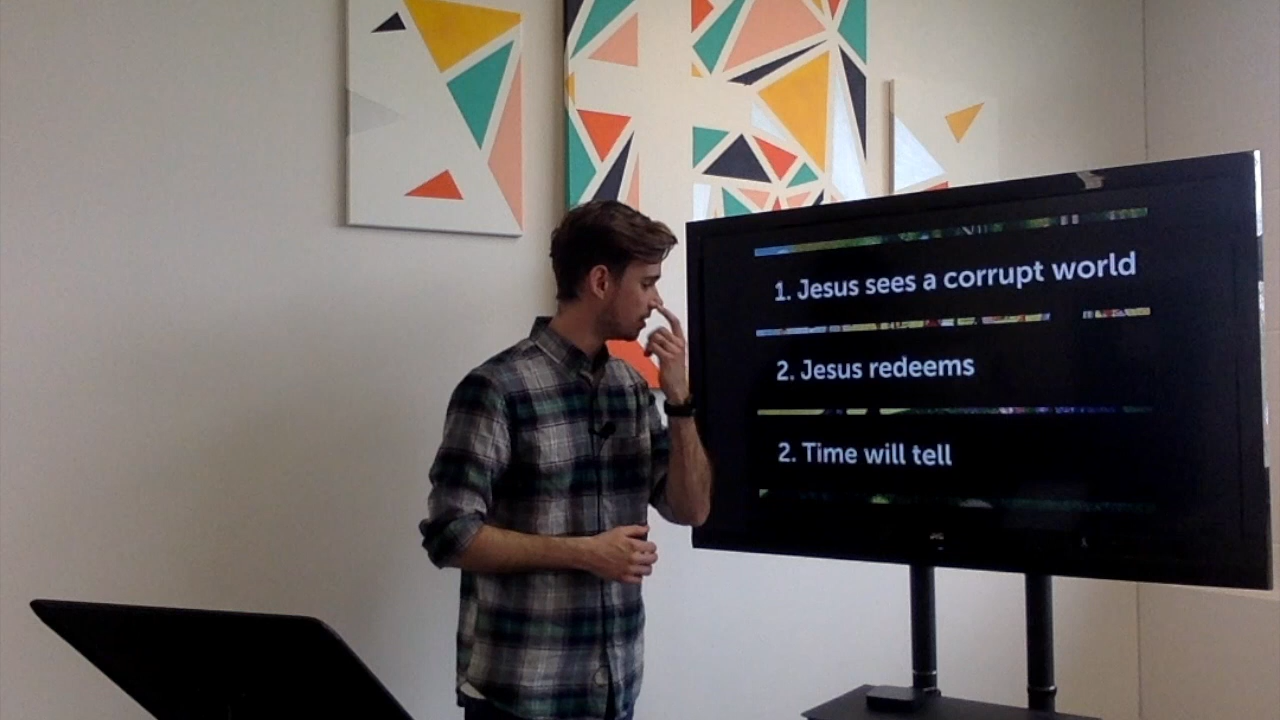 1. Jesus sees a corrupt world
2. Jesus redeems
2. Time will tell